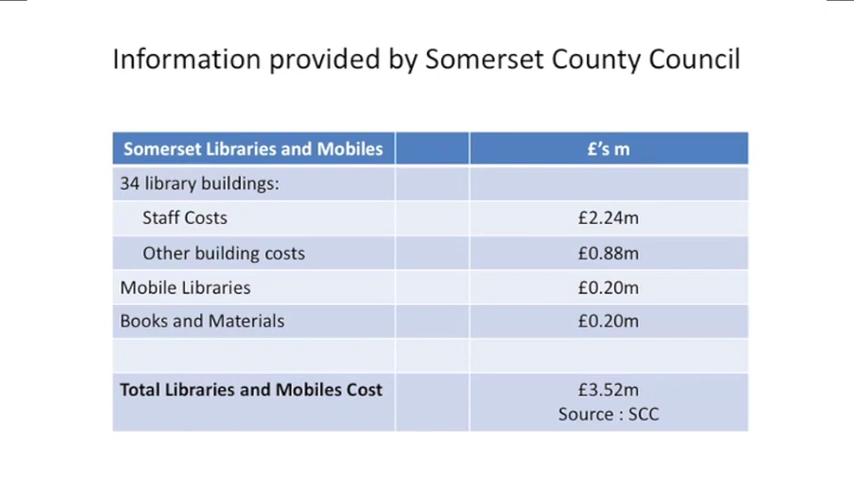 Information provided by Somerset County Council
Somerset Libraries and Mobiles £'s m
34 library buildings:
Staff Costs £2.24m
Other building costs £0.88m
Mobile Libraries £0.20m
Books and Materials £0.20m
Total Libraries and Mobiles Cost £3.52m
Source : SCC